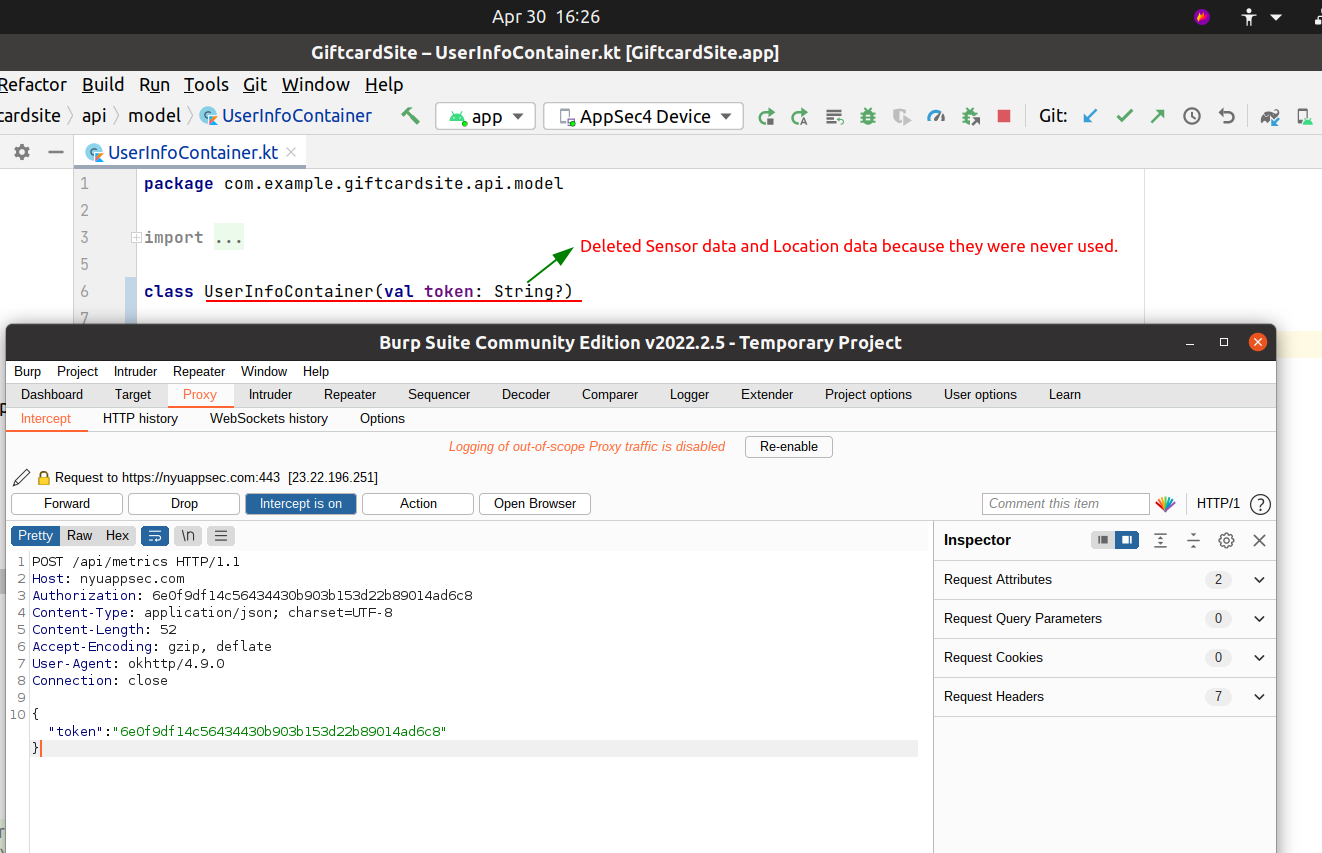 Apr 30 16:26
GiftcardSite – UserInfoContainer.kt [GiftcardSite.app]
Refactor Build Run Tools Git Window Help
cardsite api model UserInfoContainer app AppSec4 Device Git:
UserInfoContainer.kt
1 package com.example.giftcardsite.api.model
2
3 import ...
Deleted Sensor data and Location data because they were never used.
5
6 class UserInfoContainer(val token: String?)
7
Burp Suite Community Edition v2022.2.5 - Temporary Project
Burp Project Intruder Repeater Window Help
Dashboard Target Proxy Intruder Repeater Sequencer Decoder Comparer Logger Extender Project options User options Learn
Intercept HTTP history WebSockets history Options
Logging of out-of-scope Proxy traffic is disabled Re-enable
Request to https://nyuappsec.com:443 [23.22.196.251]
Forward Drop Intercept is on Action Open Browser Comment this item HTTP/1 ?
Pretty Raw Hex \n Inspector
1 POST /api/metrics HTTP/1.1
2 Host: nyuappsec.com
3 Authorization: 6e0f9df14c56434430b903b153d22b89014ad6c8
4 Content-Type: application/json; charset=UTF-8
5 Content-Length: 52
6 Accept-Encoding: gzip, deflate
7 User-Agent: okhttp/4.9.0
8 Connection: close
9
10 {
"token":"6e0f9df14c56434430b903b153d22b89014ad6c8"
}
Request Attributes 2
Request Query Parameters 0
Request Cookies 0
Request Headers 7